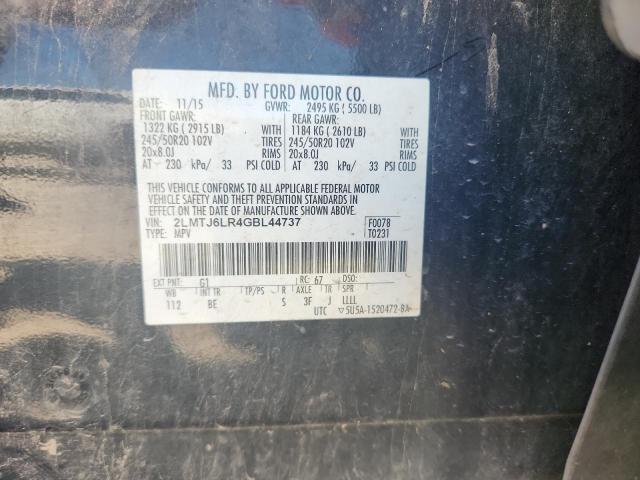 MFD. BY FORD MOTOR CO.
DATE: 11/15 GVWR: 2495 KG ( 5500 LB)
FRONT GAWR: REAR GAWR:
1322 KG ( 2915 LB) WITH 1184 KG ( 2610 LB) WITH
245/50R20 102V TIRES 245/50R20 102V TIRES
20x8.0J RIMS 20x8.0J RIMS
AT 230 kPa/ 33 PSI COLD AT 230 kPa/ 33 PSI COLD
THIS VEHICLE CONFORMS TO ALL APPLICABLE FEDERAL MOTOR
VEHICLE SAFETY AND THEFT PREVENTION STANDARDS IN
EFFECT ON THE DATE OF MANUFACTURE SHOWN ABOVE.
VIN: 2LMTJ6LR4GBL44737 F0078
TYPE: MPV T0231
EXT PNT: G1 RC: 67 DSO:
WB INT TR TP/PS R AXLE TR SPR
112 BE S 3F J LLLL
UTC ▽5U5A-1520472-BA